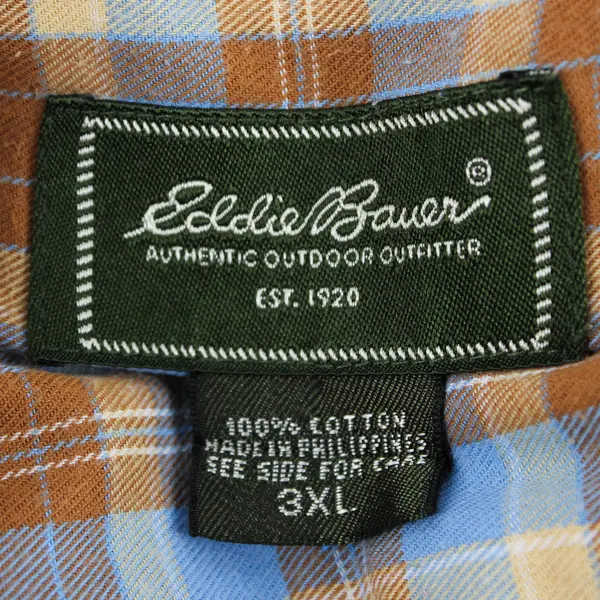 Eddie Bauer®
AUTHENTIC OUTDOOR OUTFITTER
EST. 1920
100% COTTON
MADE IN PHILIPPINES
SEE SIDE FOR CARE
3XL